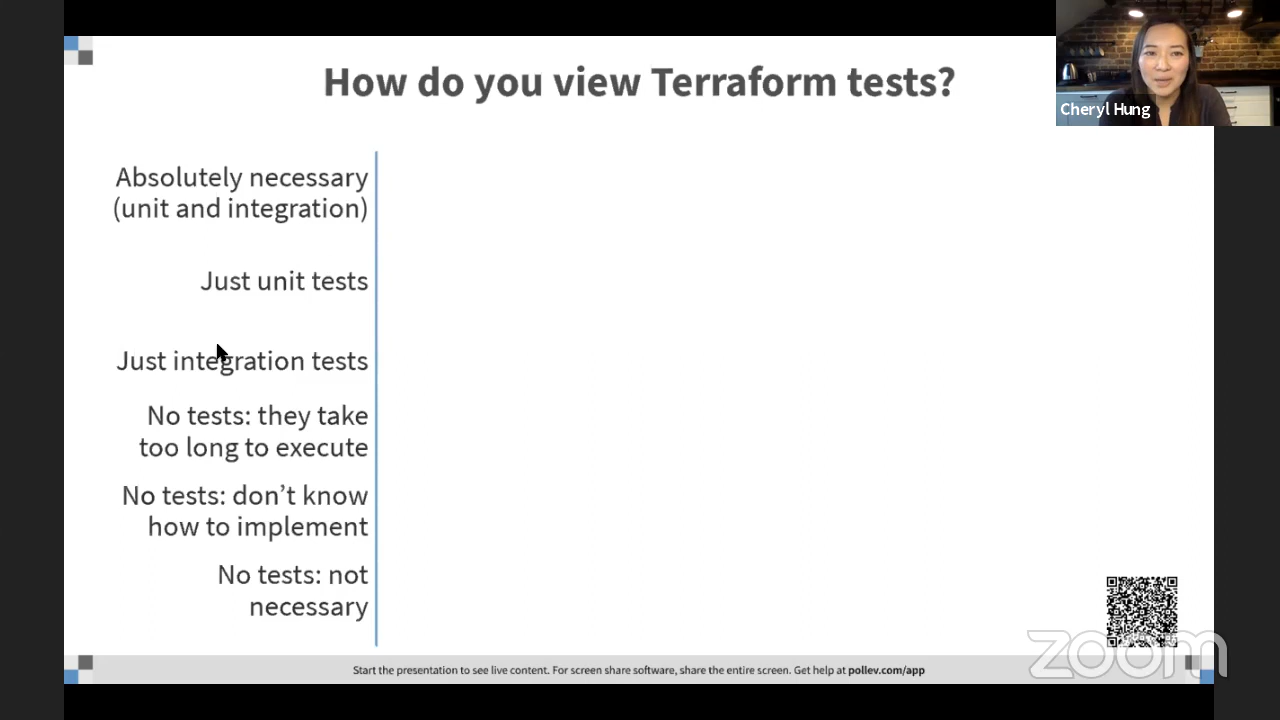 How do you view Terraform tests?
Cheryl Hung
Absolutely necessary
(unit and integration)
Just unit tests
Just integration tests
No tests: they take
too long to execute
No tests: don’t know
how to implement
No tests: not
necessary
zoom
Start the presentation to see live content. For screen share software, share the entire screen. Get help at pollev.com/app